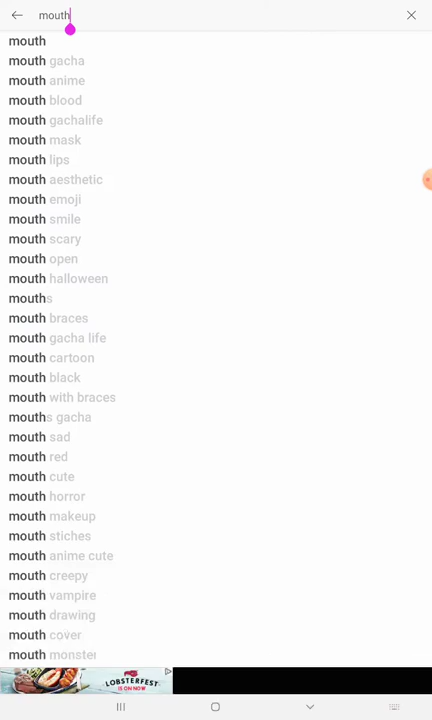 mouth
mouth
mouth gacha
mouth anime
mouth blood
mouth gachalife
mouth mask
mouth lips
mouth aesthetic
mouth emoji
mouth smile
mouth scary
mouth open
mouth halloween
mouths
mouth braces
mouth gacha life
mouth cartoon
mouth black
mouth with braces
mouths gacha
mouth sad
mouth red
mouth cute
mouth horror
mouth makeup
mouth stiches
mouth anime cute
mouth creepy
mouth vampire
mouth drawing
mouth cover
mouth monster
LOBSTERFEST
IS ON NOW